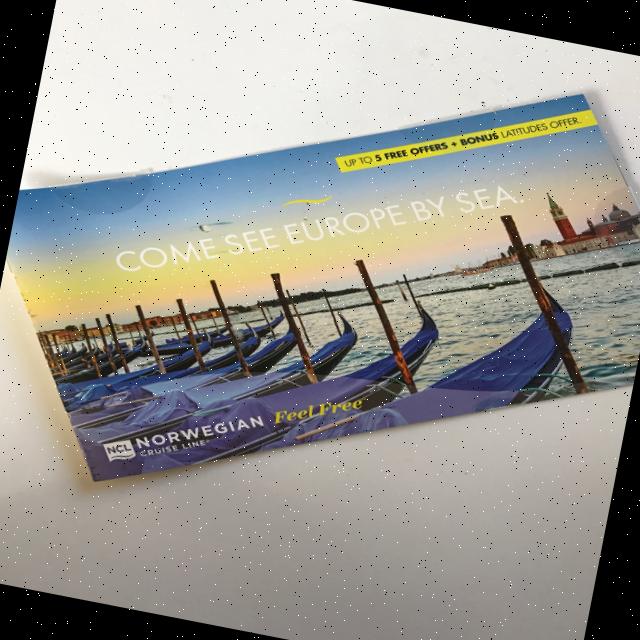 UP TO 5 FREE OFFERS + BONUS LATITUDES OFFER.
COME SEE EUROPE BY SEA.
NCL NORWEGIAN
CRUISE LINE
Feel Free